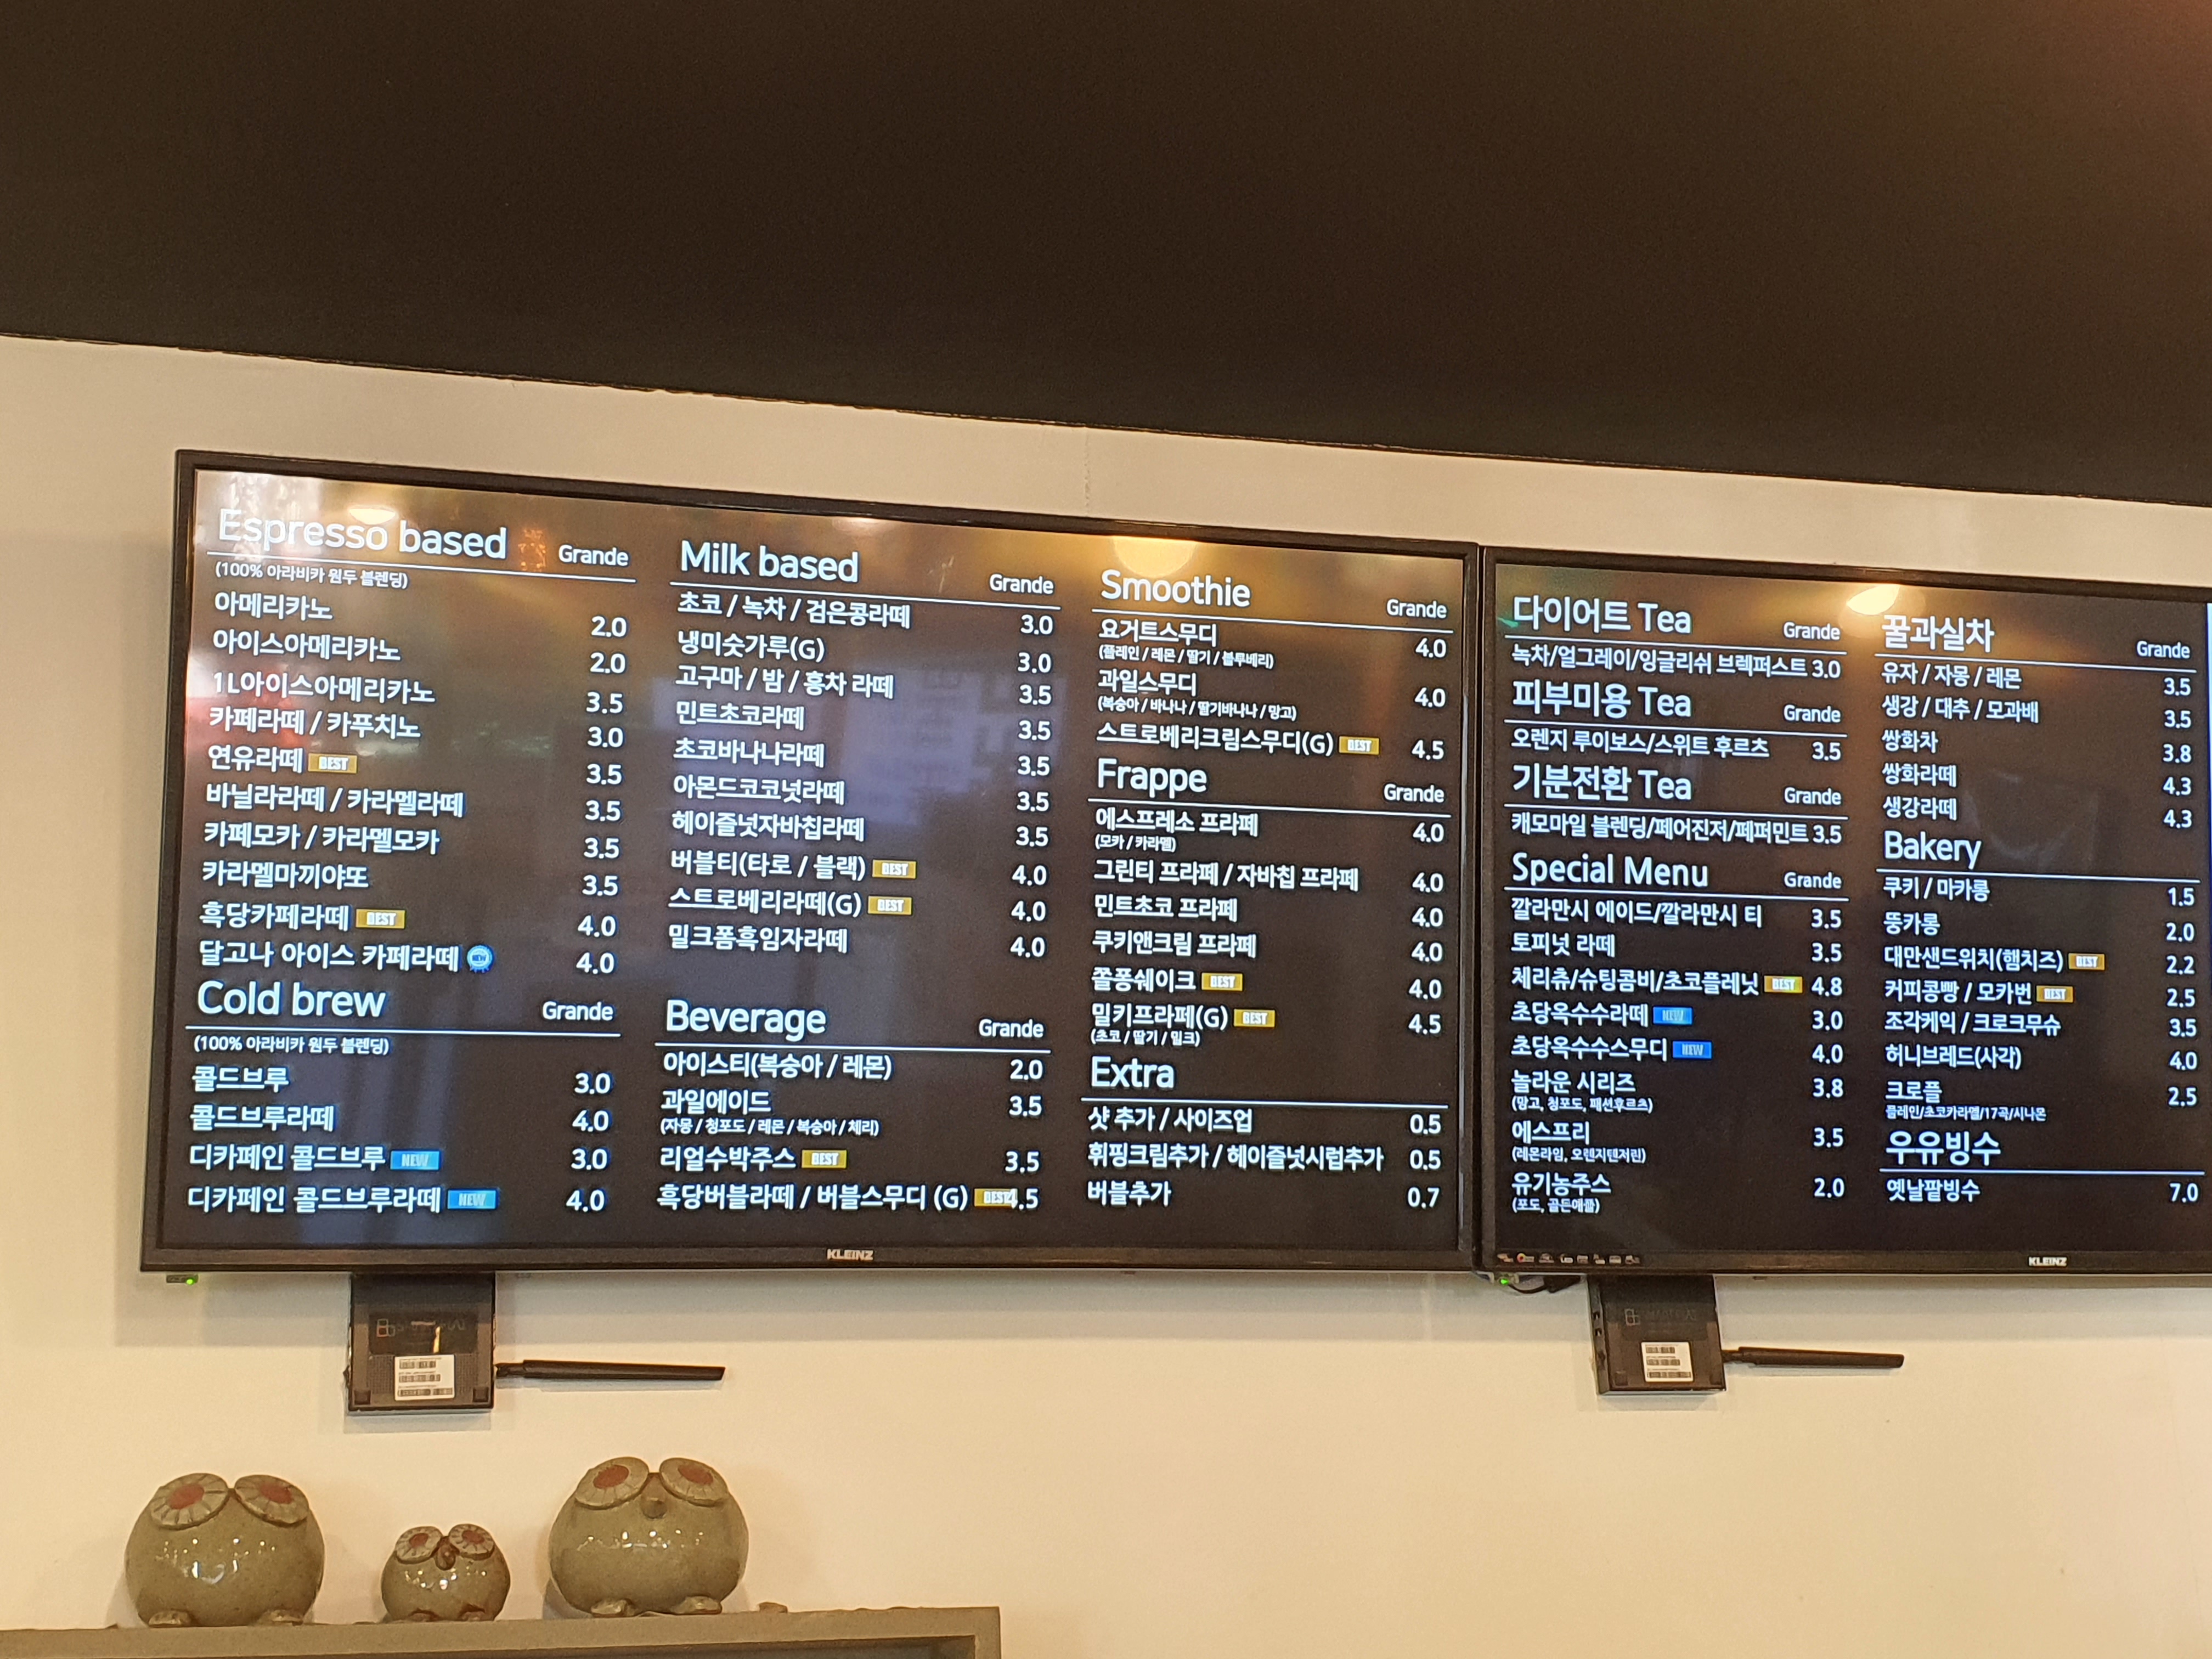 Espresso based Grande
(100% 아라비카 원두 블렌딩)
아메리카노 2.0
아이스아메리카노 2.0
1L아이스아메리카노 3.5
카페라떼 / 카푸치노 3.0
연유라떼 BEST 3.5
바닐라라떼 / 카라멜라떼 3.5
카페모카 / 카라멜모카 3.5
카라멜마끼야또 3.5
흑당카페라떼 BEST 4.0
달고나 아이스 카페라떼 4.0
Cold brew Grande
(100% 아라비카 원두 블렌딩)
콜드브루 3.0
콜드브루라떼 4.0
디카페인 콜드브루 NEW 3.0
디카페인 콜드브루라떼 NEW 4.0
Milk based Grande
초코 / 녹차 / 검은콩라떼 3.0
냉미숫가루(G) 3.0
고구마 / 밤 / 홍차 라떼 3.5
민트초코라떼 3.5
초코바나나라떼 3.5
아몬드코코넛라떼 3.5
헤이즐넛자바칩라떼 3.5
버블티(타로 / 블랙) BEST 4.0
스트로베리라떼(G) BEST 4.0
밀크폼흑임자라떼 4.0
Beverage Grande
아이스티(복숭아 / 레몬) 2.0
과일에이드 3.5
(자몽 / 청포도 / 레몬 / 복숭아 / 체리)
리얼수박주스 BEST 3.5
흑당버블라떼 / 버블스무디 (G) BEST 4.5
Smoothie Grande
요거트스무디 4.0
(플레인 / 레몬 / 딸기 / 블루베리)
과일스무디 4.0
(복숭아 / 바나나 / 딸기바나나 / 망고)
스트로베리크림스무디(G) BEST 4.5
Frappe Grande
에스프레소 프라페 4.0
(모카 / 카라멜)
그린티 프라페 / 자바칩 프라페 4.0
민트초코 프라페 4.0
쿠키앤크림 프라페 4.0
쫄퐁쉐이크 BEST 4.0
밀키프라페(G) BEST 4.5
(초코 / 딸기 / 밀크)
Extra
샷 추가 / 사이즈업 0.5
휘핑크림추가 / 헤이즐넛시럽추가 0.5
버블추가 0.7
KLEINZ
다이어트 Tea Grande
녹차/얼그레이/잉글리쉬 브렉퍼스트 3.0
피부미용 Tea Grande
오렌지 루이보스/스위트 후르츠 3.5
기분전환 Tea Grande
캐모마일 블렌딩/페어진저/페퍼민트 3.5
Special Menu Grande
깔라만시 에이드/깔라만시 티 3.5
토피넛 라떼 3.5
체리츄/슈팅콤비/초코플레닛 BEST 4.8
초당옥수수라떼 NEW 3.0
초당옥수수스무디 NEW 4.0
놀라운 시리즈 3.8
(망고, 청포도, 패션후르츠)
에스프리 3.5
(레몬라임, 오렌지텐저린)
유기농주스 2.0
(포도, 골든애플)
꿀과실차 Grande
유자 / 자몽 / 레몬 3.5
생강 / 대추 / 모과배 3.5
쌍화차 3.8
쌍화라떼 4.3
생강라떼 4.3
Bakery
쿠키 / 마카롱 1.5
뚱카롱 2.0
대만샌드위치(햄치즈) BEST 2.2
커피콩빵 / 모카번 BEST 2.5
조각케익 / 크로크무슈 3.5
허니브레드(사각) 4.0
크로플 2.5
플레인/초코카라멜/17곡/시나몬
우유빙수
옛날팥빙수 7.0
KLEINZ